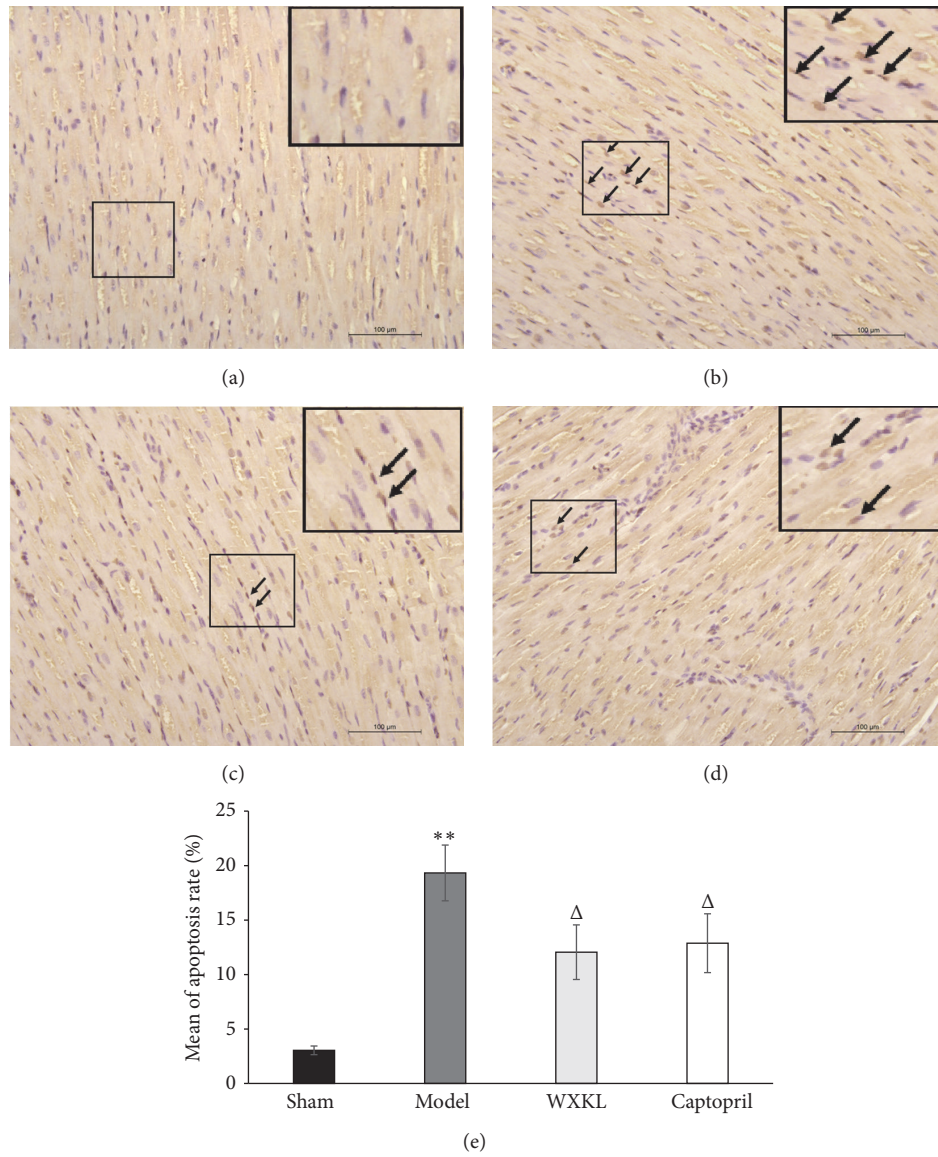 100 µm
100 µm
(a)
(b)
100 µm
100 µm
(c)
(d)
25
20
15
10
5
0
Mean of apoptosis rate (%)
**
Δ
Δ
Sham Model WXKL Captopril
(e)